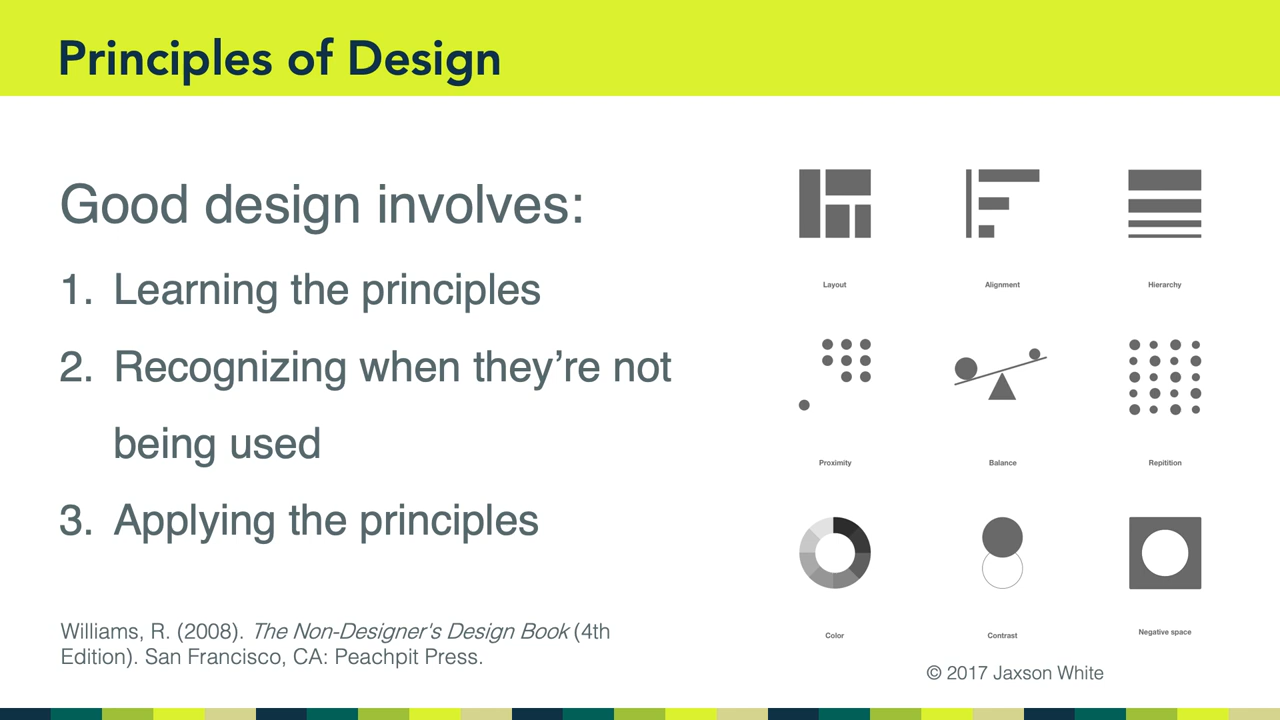 Principles of Design
Good design involves:
1. Learning the principles
2. Recognizing when they’re not
being used
3. Applying the principles
Williams, R. (2008). The Non-Designer's Design Book (4th
Edition). San Francisco, CA: Peachpit Press.
Layout
Alignment
Hierarchy
Proximity
Balance
Repitition
Color
Contrast
Negative space
© 2017 Jaxson White